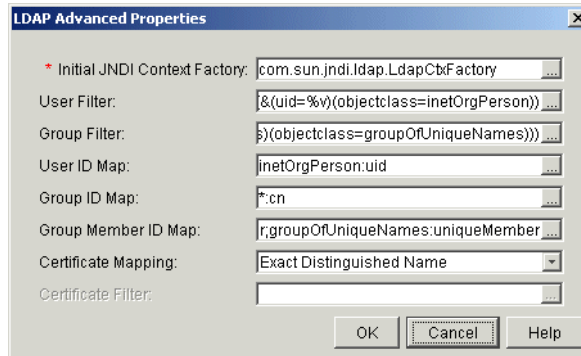 LDAP Advanced Properties
* Initial JNDI Context Factory: com.sun.jndi.ldap.LdapCtxFactory ...
User Filter: &(uid=%v)(objectclass=inetOrgPerson)) ...
Group Filter: )(objectclass=groupOfUniqueNames))) ...
User ID Map: inetOrgPerson:uid ...
Group ID Map: *:cn ...
Group Member ID Map: r;groupOfUniqueNames:uniqueMember ...
Certificate Mapping: Exact Distinguished Name
Certificate Filter: ...
OK Cancel Help